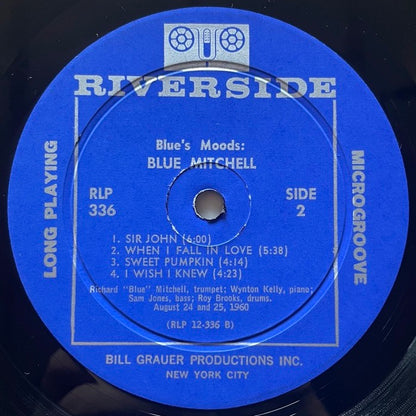 RIVERSIDE
Blue's Moods:
BLUE MITCHELL
LONG PLAYING
RLP
336
SIDE
2
MICROGROOVE
1. SIR JOHN (6:00)
2. WHEN I FALL IN LOVE (5:38)
3. SWEET PUMPKIN (4:14)
4. I WISH I KNEW (4:23)
Richard "Blue" Mitchell, trumpet; Wynton Kelly, piano;
Sam Jones, bass; Roy Brooks, drums.
August 24 and 25, 1960
(RLP 12-336 B)
BILL GRAUER PRODUCTIONS INC.
NEW YORK CITY